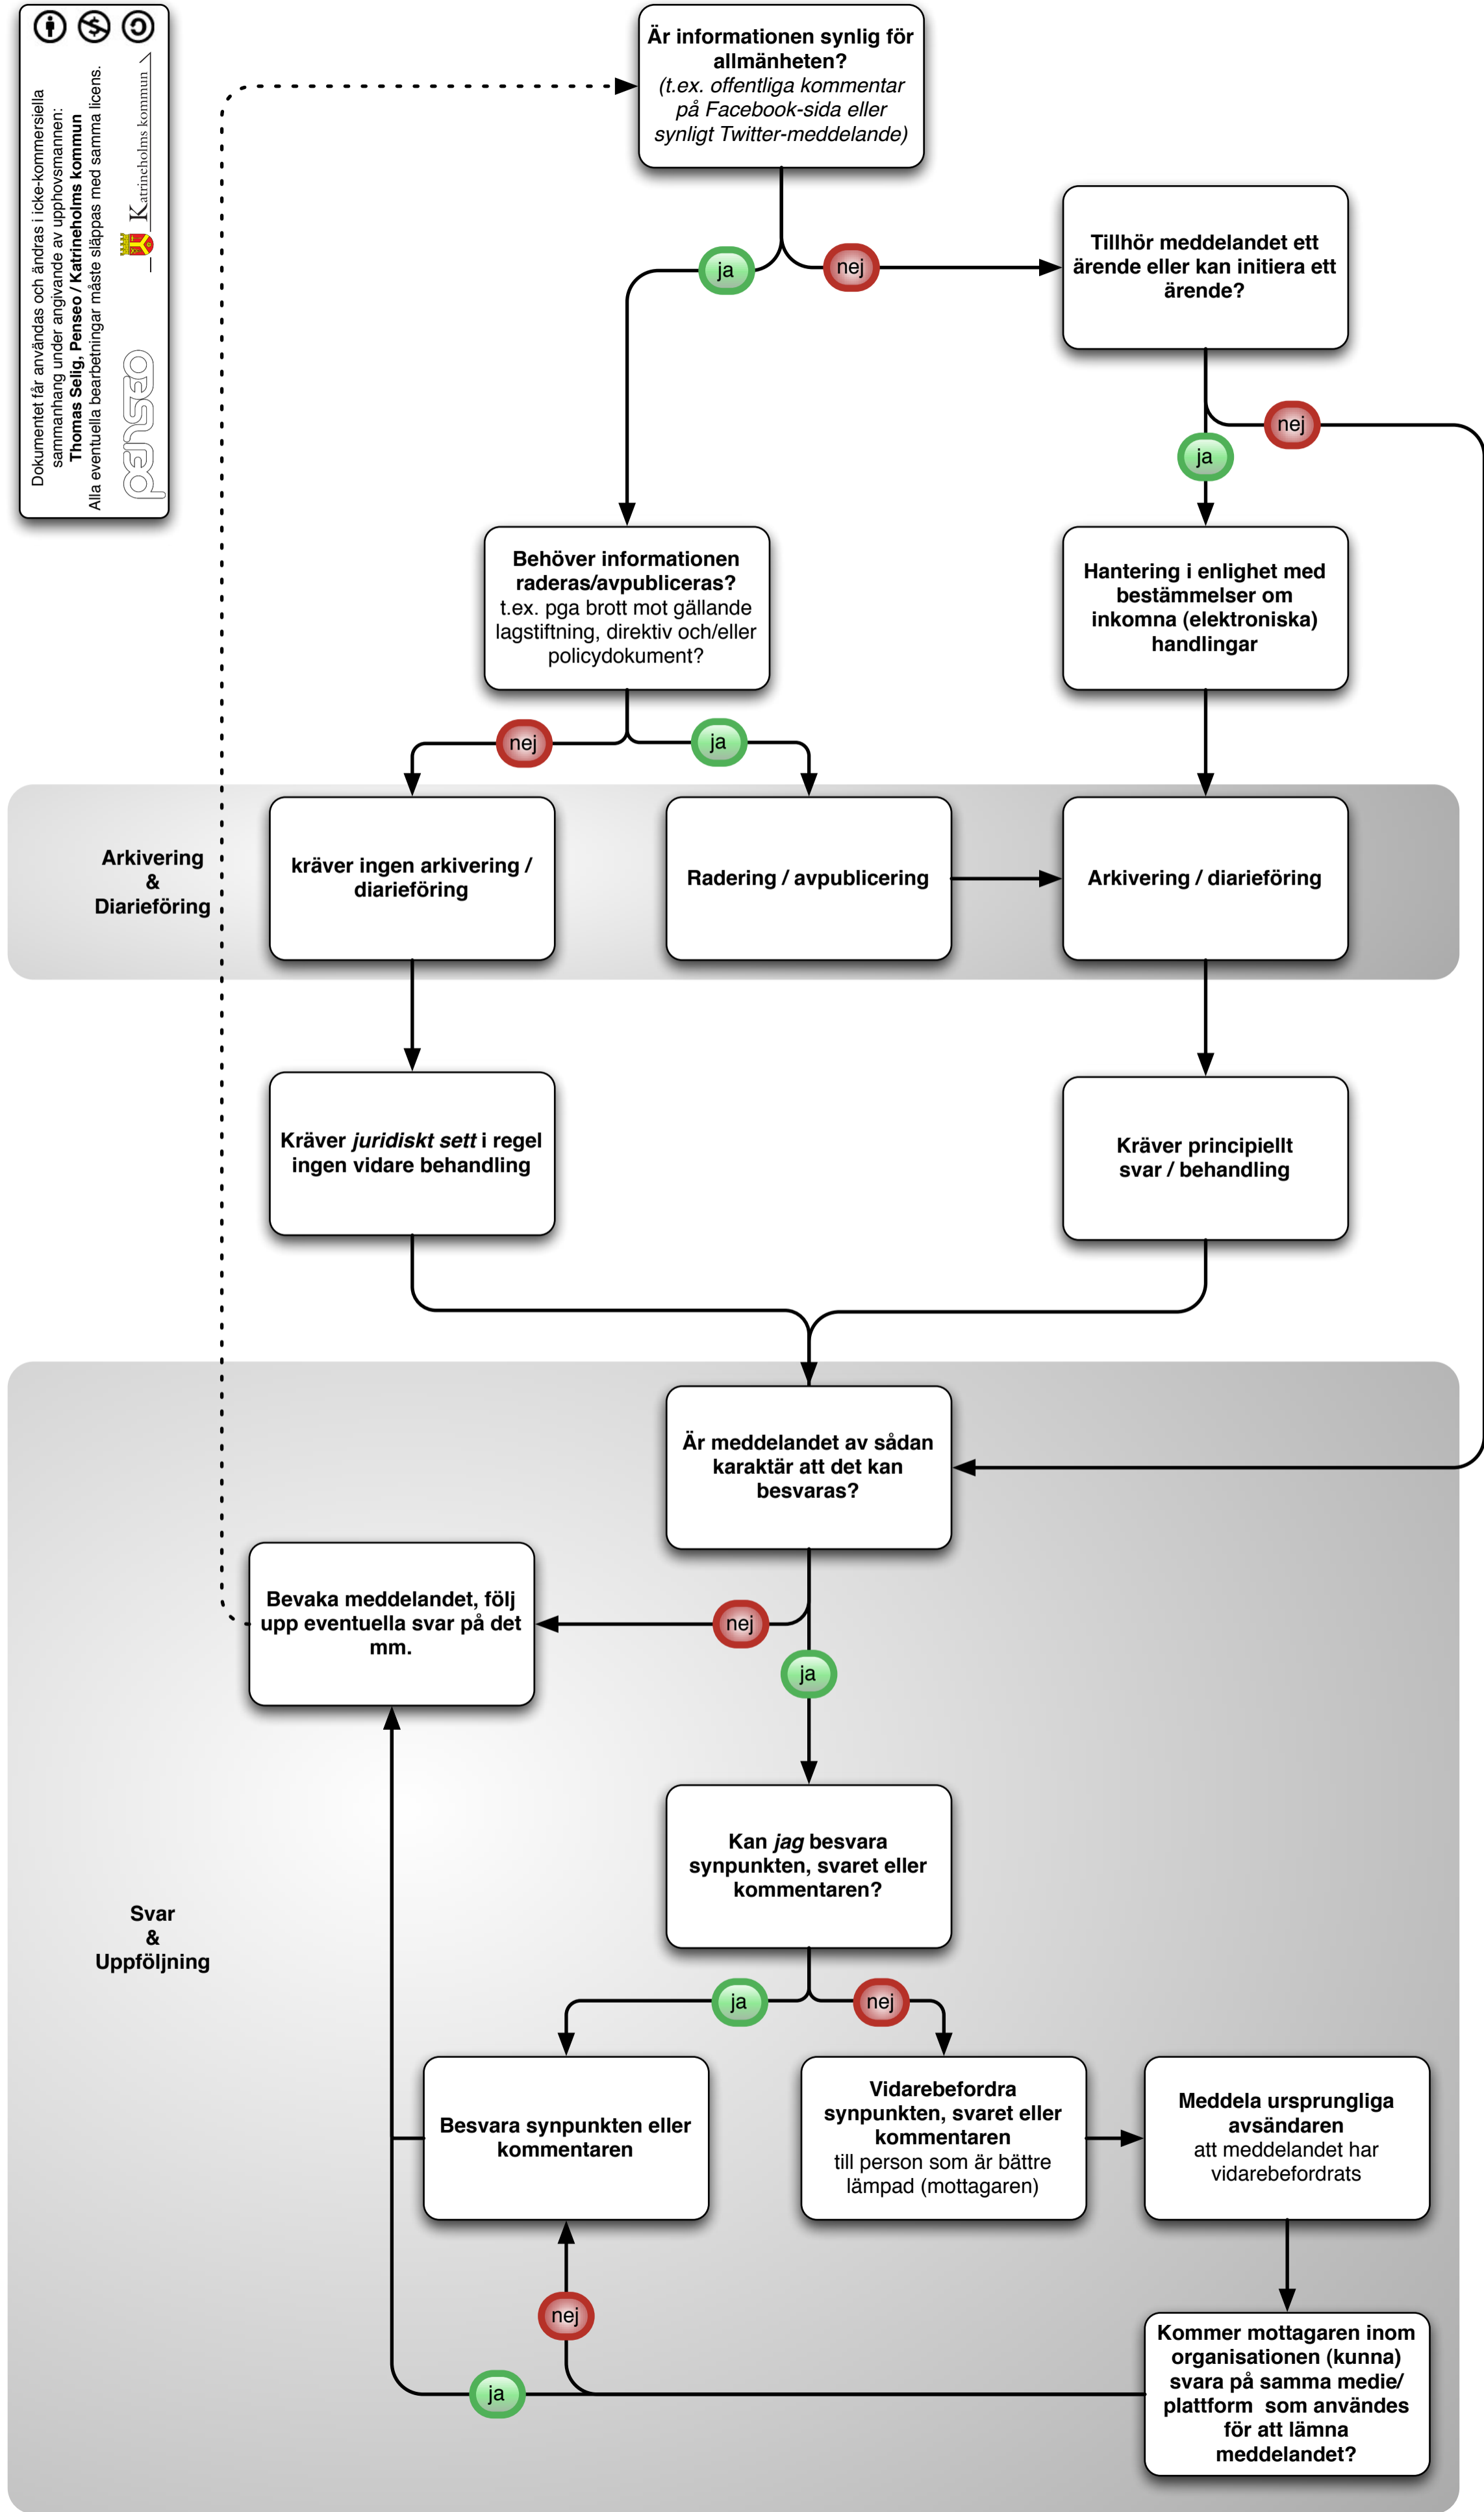 Dokumentet får användas och ändras i icke-kommersiella
sammanhang under angivande av upphovsmannen:
Thomas Selig, Penseo / Katrineholms kommun
Alla eventuella bearbetningar måste släppas med samma licens.
Katrineholms kommun
penseo
Är informationen synlig för
allmänheten?
(t.ex. offentliga kommentar
på Facebook-sida eller
synligt Twitter-meddelande)
ja
nej
Tillhör meddelandet ett
ärende eller kan initiera ett
ärende?
nej
ja
Behöver informationen
raderas/avpubliceras?
t.ex. pga brott mot gällande
lagstiftning, direktiv och/eller
policydokument?
Hantering i enlighet med
bestämmelser om
inkomna (elektroniska)
handlingar
nej
ja
Arkivering
&
Diarieföring
kräver ingen arkivering /
diarieföring
Radering / avpublicering
Arkivering / diarieföring
Kräver juridiskt sett i regel
ingen vidare behandling
Kräver principiellt
svar / behandling
Är meddelandet av sådan
karaktär att det kan
besvaras?
Bevaka meddelandet, följ
upp eventuella svar på det
mm.
nej
ja
Kan jag besvara
synpunkten, svaret eller
kommentaren?
Svar
&
Uppföljning
ja
nej
Besvara synpunkten eller
kommentaren
Vidarebefordra
synpunkten, svaret eller
kommentaren
till person som är bättre
lämpad (mottagaren)
Meddela ursprungliga
avsändaren
att meddelandet har
vidarebefordrats
nej
ja
Kommer mottagaren inom
organisationen (kunna)
svara på samma medie/
plattform som användes
för att lämna
meddelandet?